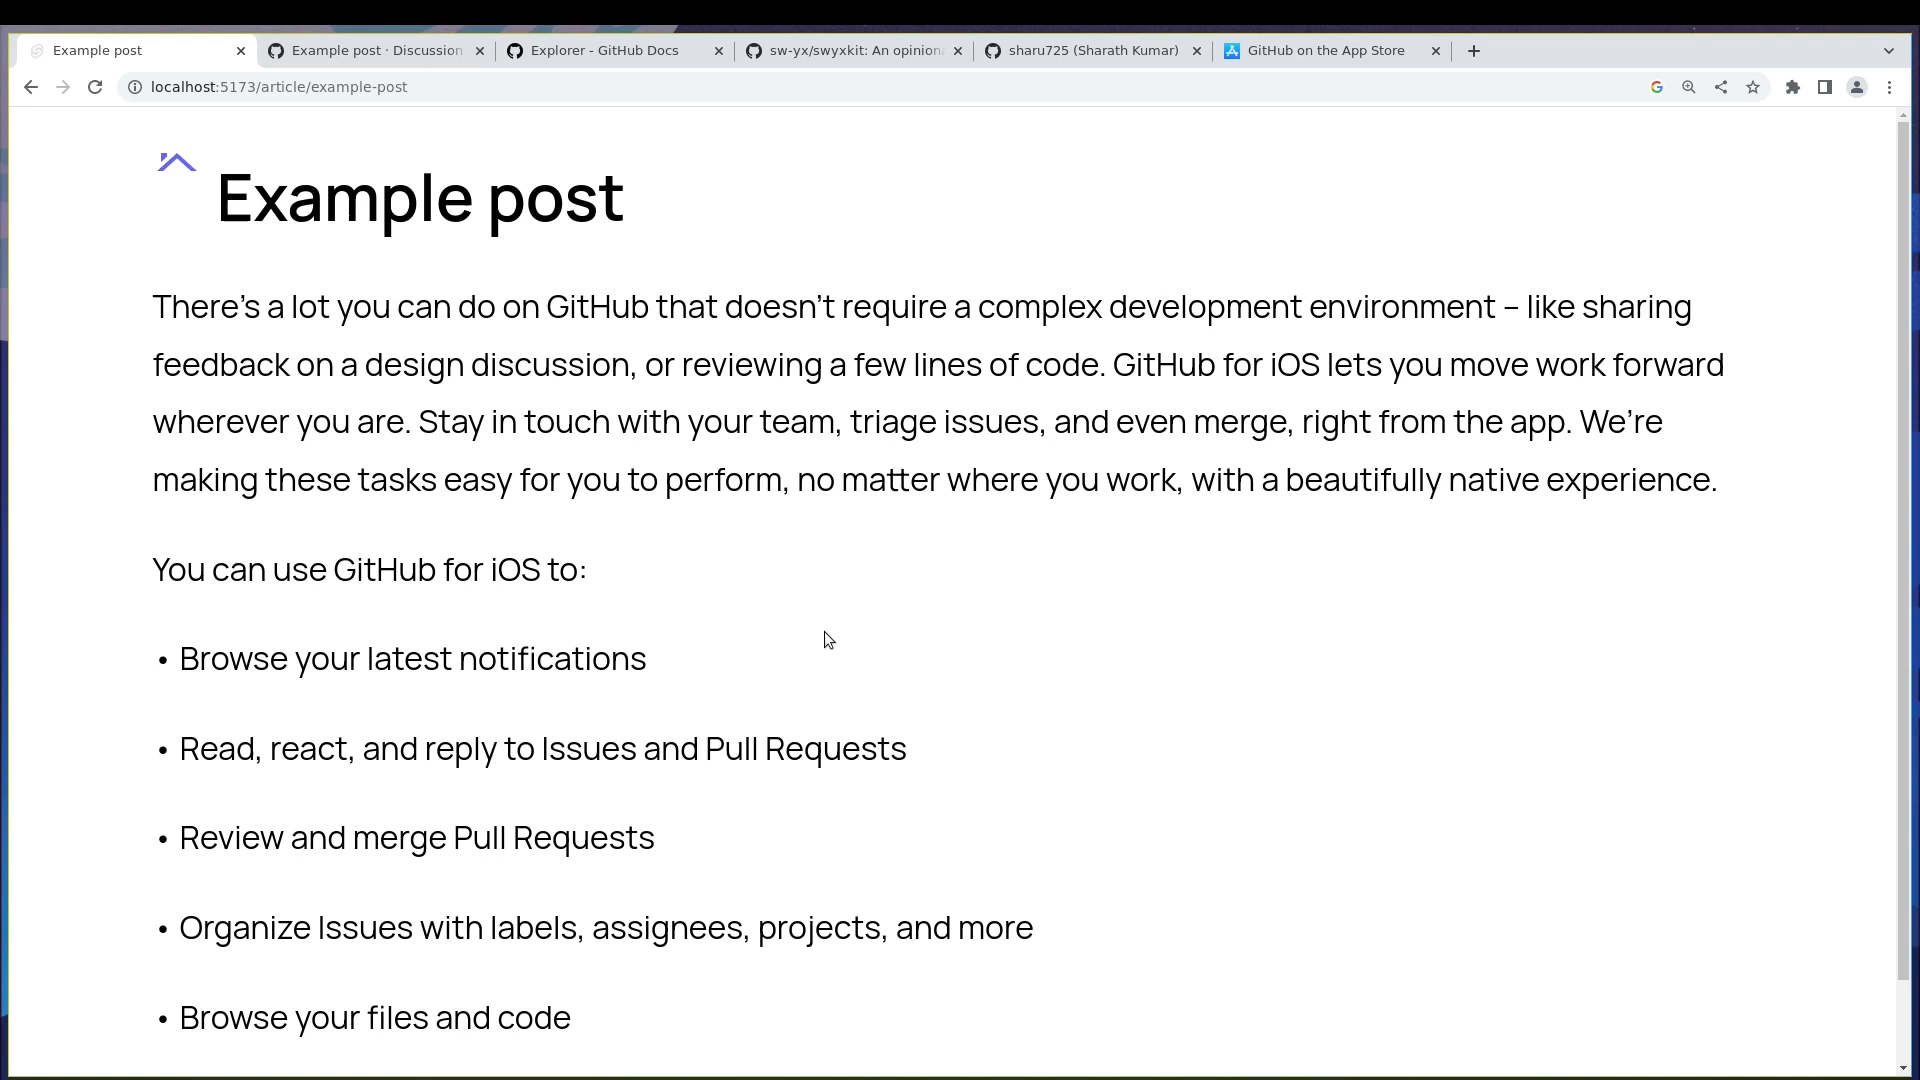 Example post
Example post · Discussion
Explorer - GitHub Docs
sw-yx/swyxkit: An opinion
sharu725 (Sharath Kumar)
GitHub on the App Store
localhost:5173/article/example-post
Example post
There’s a lot you can do on GitHub that doesn’t require a complex development environment – like sharing
feedback on a design discussion, or reviewing a few lines of code. GitHub for iOS lets you move work forward
wherever you are. Stay in touch with your team, triage issues, and even merge, right from the app. We’re
making these tasks easy for you to perform, no matter where you work, with a beautifully native experience.
You can use GitHub for iOS to:
• Browse your latest notifications
• Read, react, and reply to Issues and Pull Requests
• Review and merge Pull Requests
• Organize Issues with labels, assignees, projects, and more
• Browse your files and code